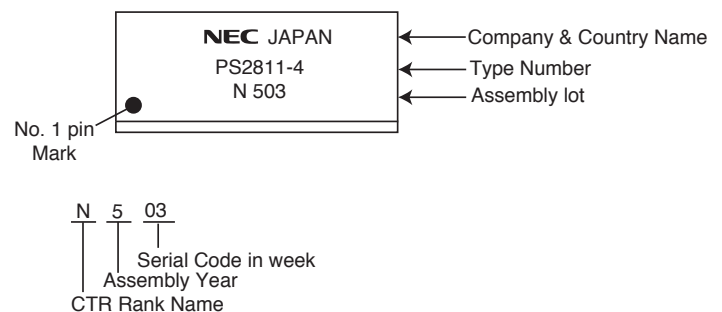 NEC JAPAN
Company & Country Name
PS2811-4
Type Number
N 503
Assembly lot
No. 1 pin
Mark
N 5 03
Serial Code in week
Assembly Year
CTR Rank Name